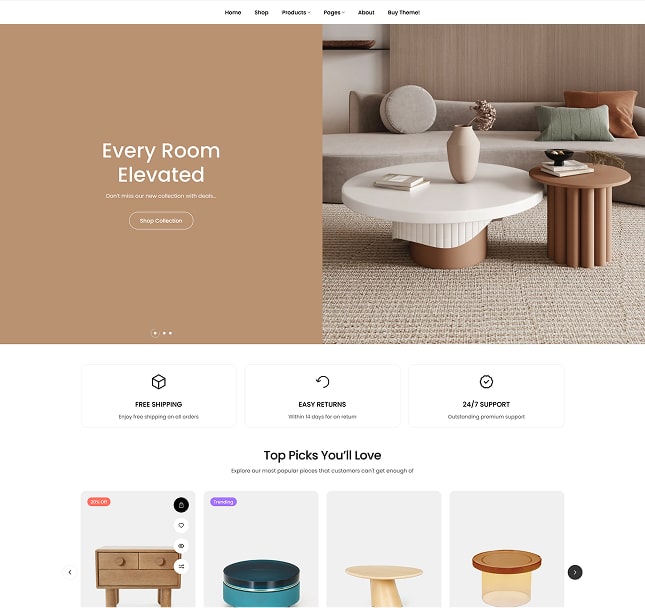 Home Shop Products Pages About Buy Theme!
Every Room
Elevated
Don't miss our new collection with deals...
Shop Collection
FREE SHIPPING
Enjoy free shipping on all orders
EASY RETURNS
Within 14 days for an return
24/7 SUPPORT
Outstanding premium support
Top Picks You'll Love
Explore our most popular pieces that customers can't get enough of
20% Off
Trending